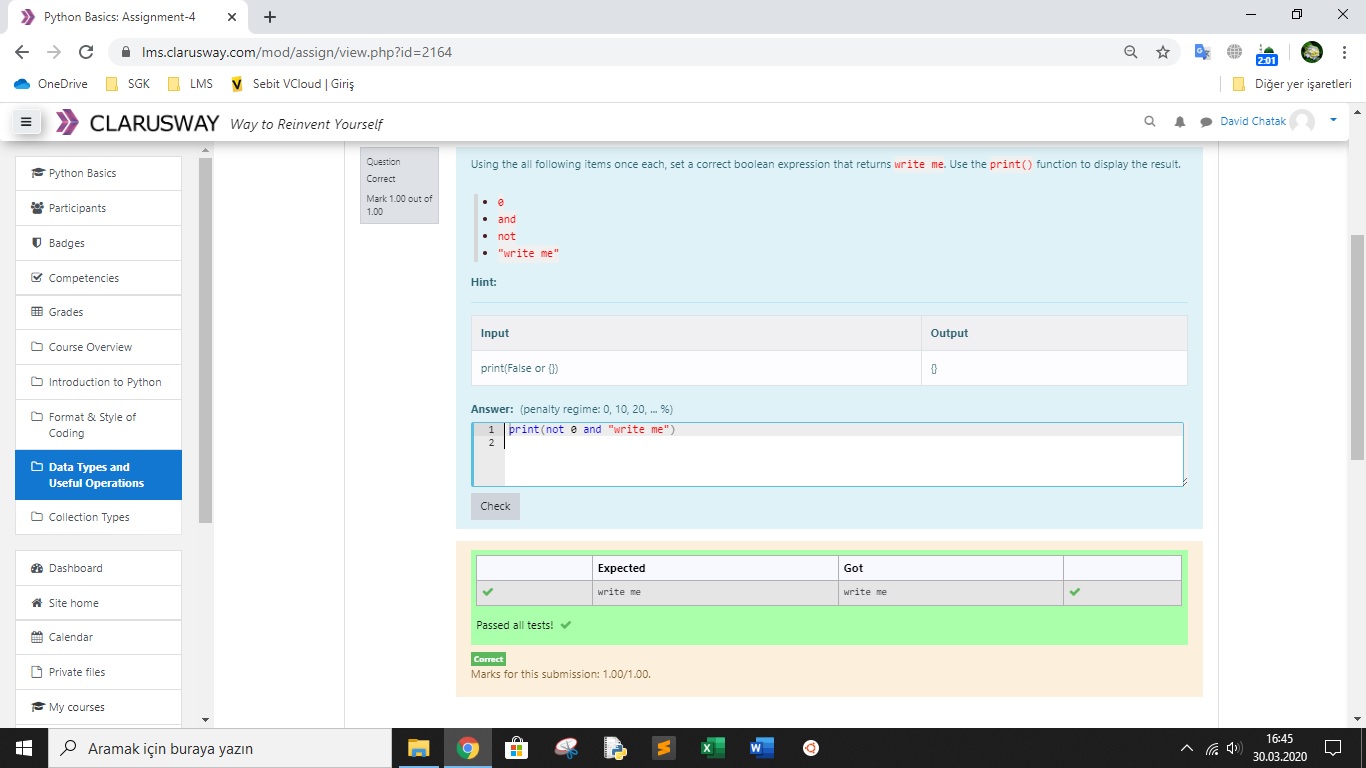 Python Basics: Assignment-4
lms.clarusway.com/mod/assign/view.php?id=2164
2:01
OneDrive SGK LMS Sebit VCloud | Giriş Diğer yer işaretleri
CLARUSWAY Way to Reinvent Yourself David Chatak
Python Basics
Participants
Badges
Competencies
Grades
Course Overview
Introduction to Python
Format & Style of
Coding
Data Types and
Useful Operations
Collection Types
Dashboard
Site home
Calendar
Private files
My courses
Question
Correct
Mark 1.00 out of
1.00
Using the all following items once each, set a correct boolean expression that returns write me. Use the print() function to display the result.
• 0
• and
• not
• "write me"
Hint:
Input Output
print(False or {}) {}
Answer: (penalty regime: 0, 10, 20, ... %)
1 print(not 0 and "write me")
2
Check
Expected Got
write me write me
Passed all tests!
Correct
Marks for this submission: 1.00/1.00.
Aramak için buraya yazın
16:45
30.03.2020